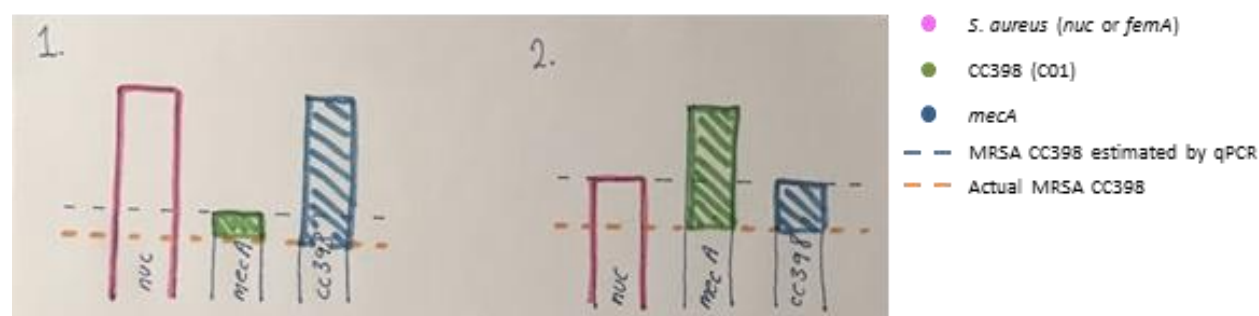 1.
nuc
mecA
cc398
2.
nuc
mecA
cc398
S. aureus (nuc or femA)
CC398 (C01)
mecA
MRSA CC398 estimated by qPCR
Actual MRSA CC398